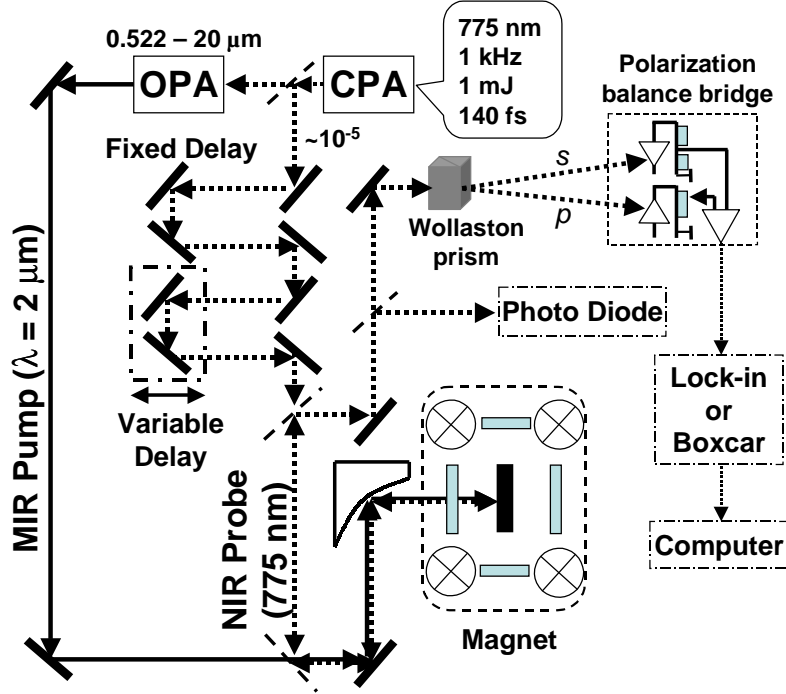 0.522 – 20 μm
OPA
CPA
775 nm
1 kHz
1 mJ
140 fs
~10-5
Polarization
balance bridge
Fixed Delay
s
p
Wollaston
prism
Photo Diode
Variable
Delay
Lock-in
or
Boxcar
MIR Pump (λ = 2 μm)
NIR Probe
(775 nm)
Computer
Magnet